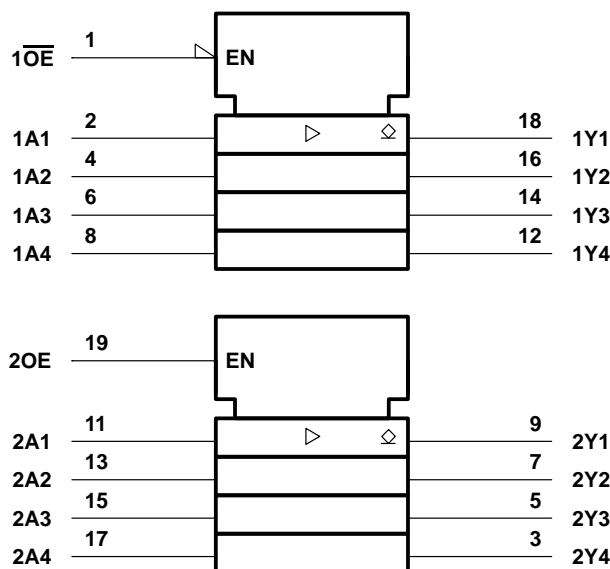 1O̅E̅ 1 EN
1A1 2 18 1Y1
1A2 4 16 1Y2
1A3 6 14 1Y3
1A4 8 12 1Y4
2OE 19 EN
2A1 11 9 2Y1
2A2 13 7 2Y2
2A3 15 5 2Y3
2A4 17 3 2Y4